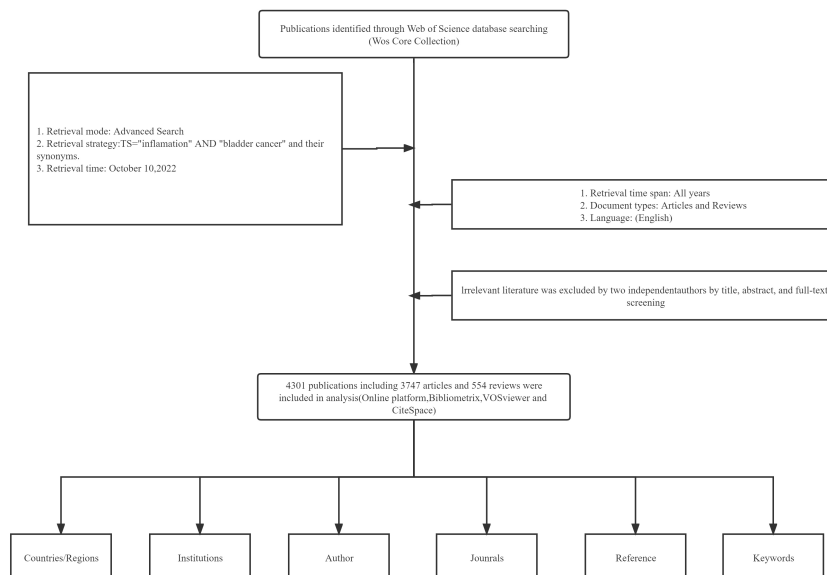 Publications identified through Web of Science database searching
(Wos Core Collection)
1. Retrieval mode: Advanced Search
2. Retrieval strategy:TS="inflamation" AND "bladder cancer" and their
synonyms.
3. Retrieval time: October 10,2022
1. Retrieval time span: All years
2. Document types: Articles and Reviews
3. Language: (English)
Irrelevant literature was excluded by two independentauthors by title, abstract, and full-text
screening
4301 publications including 3747 articles and 554 reviews were
included in analysis(Online platform,Bibliometrix,VOSviewer and
CiteSpace)
Countries/Regions
Institutions
Author
Jounrals
Reference
Keywords